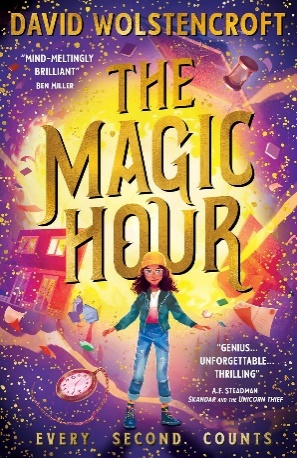 DAVID WOLSTENCROFT
"MIND-MELTINGLY
BRILLIANT"
BEN MILLER
THE
MAGIC
HOUR
"GENIUS...
UNFORGETTABLE...
THRILLING"
A.F. STEADMAN
SKANDAR AND THE UNICORN THIEF
EVERY. SECOND. COUNTS